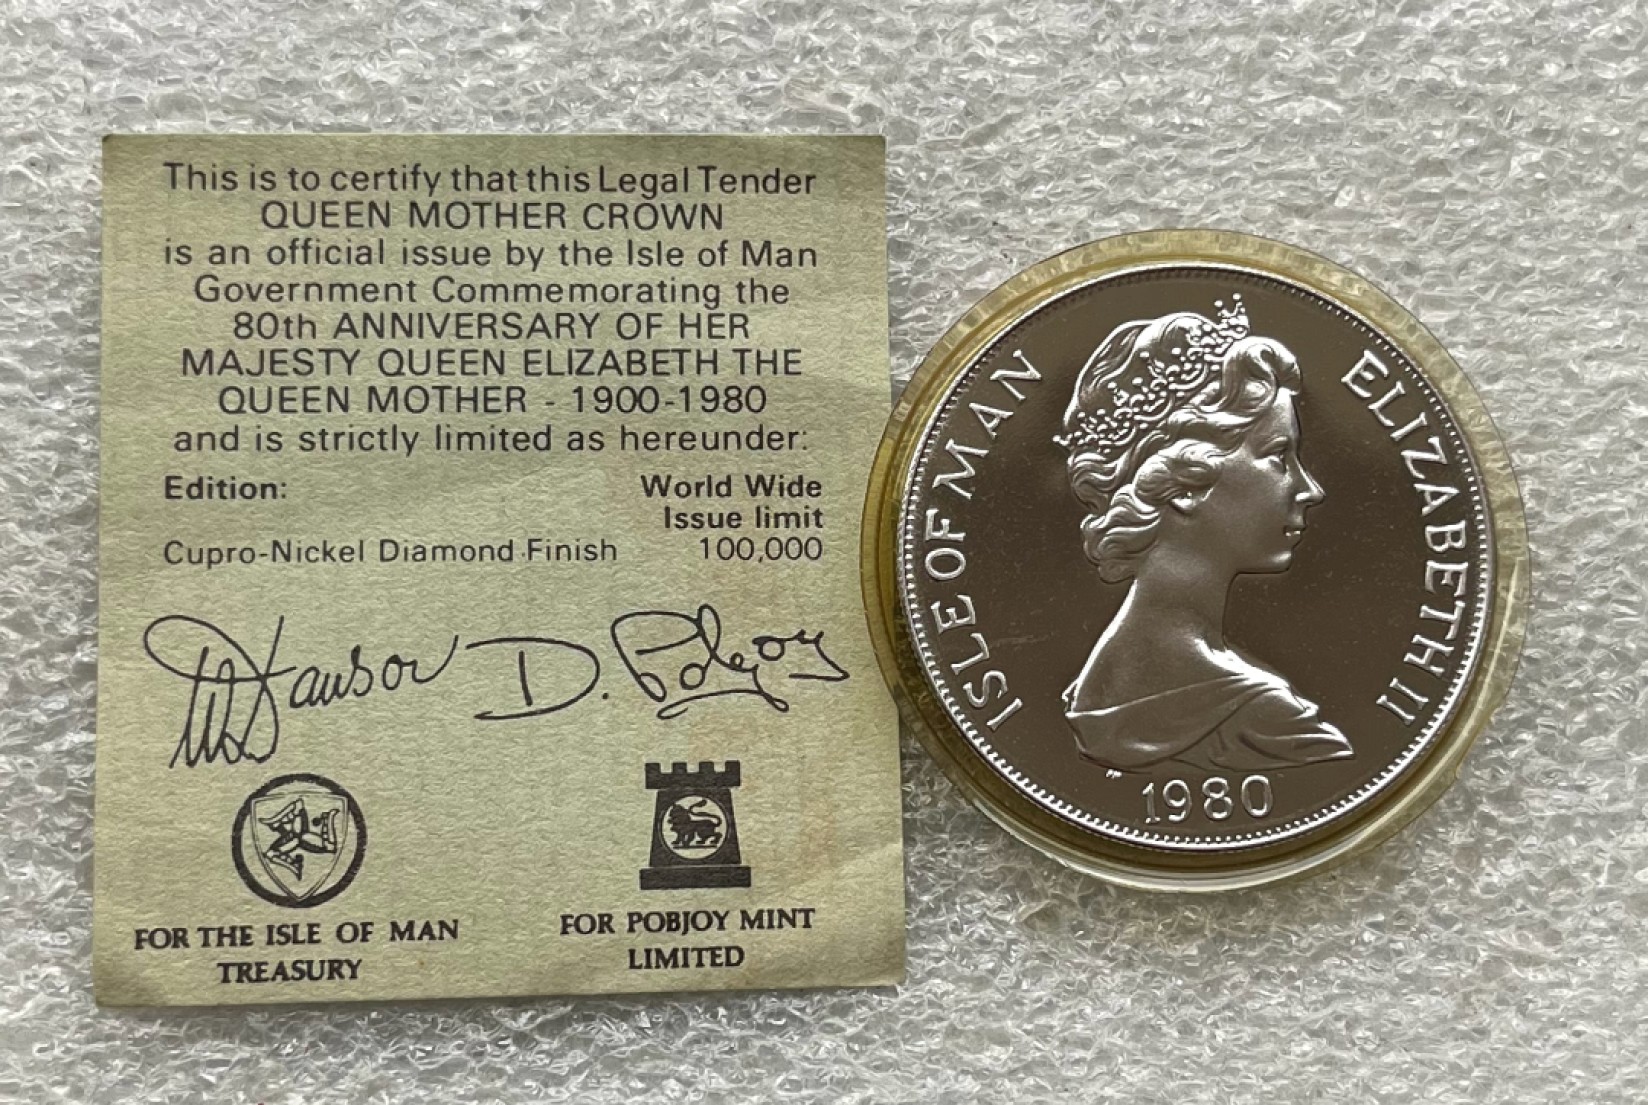 This is to certify that this Legal Tender
QUEEN MOTHER CROWN
is an official issue by the Isle of Man
Government Commemorating the
80th ANNIVERSARY OF HER
MAJESTY QUEEN ELIZABETH THE
QUEEN MOTHER - 1900-1980
and is strictly limited as hereunder:
Edition: World Wide
Issue limit
Cupro-Nickel Diamond Finish 100,000
D. Pobjoy
FOR THE ISLE OF MAN
TREASURY
FOR POBJOY MINT
LIMITED
ISLE OF MAN
ELIZABETH II
1980